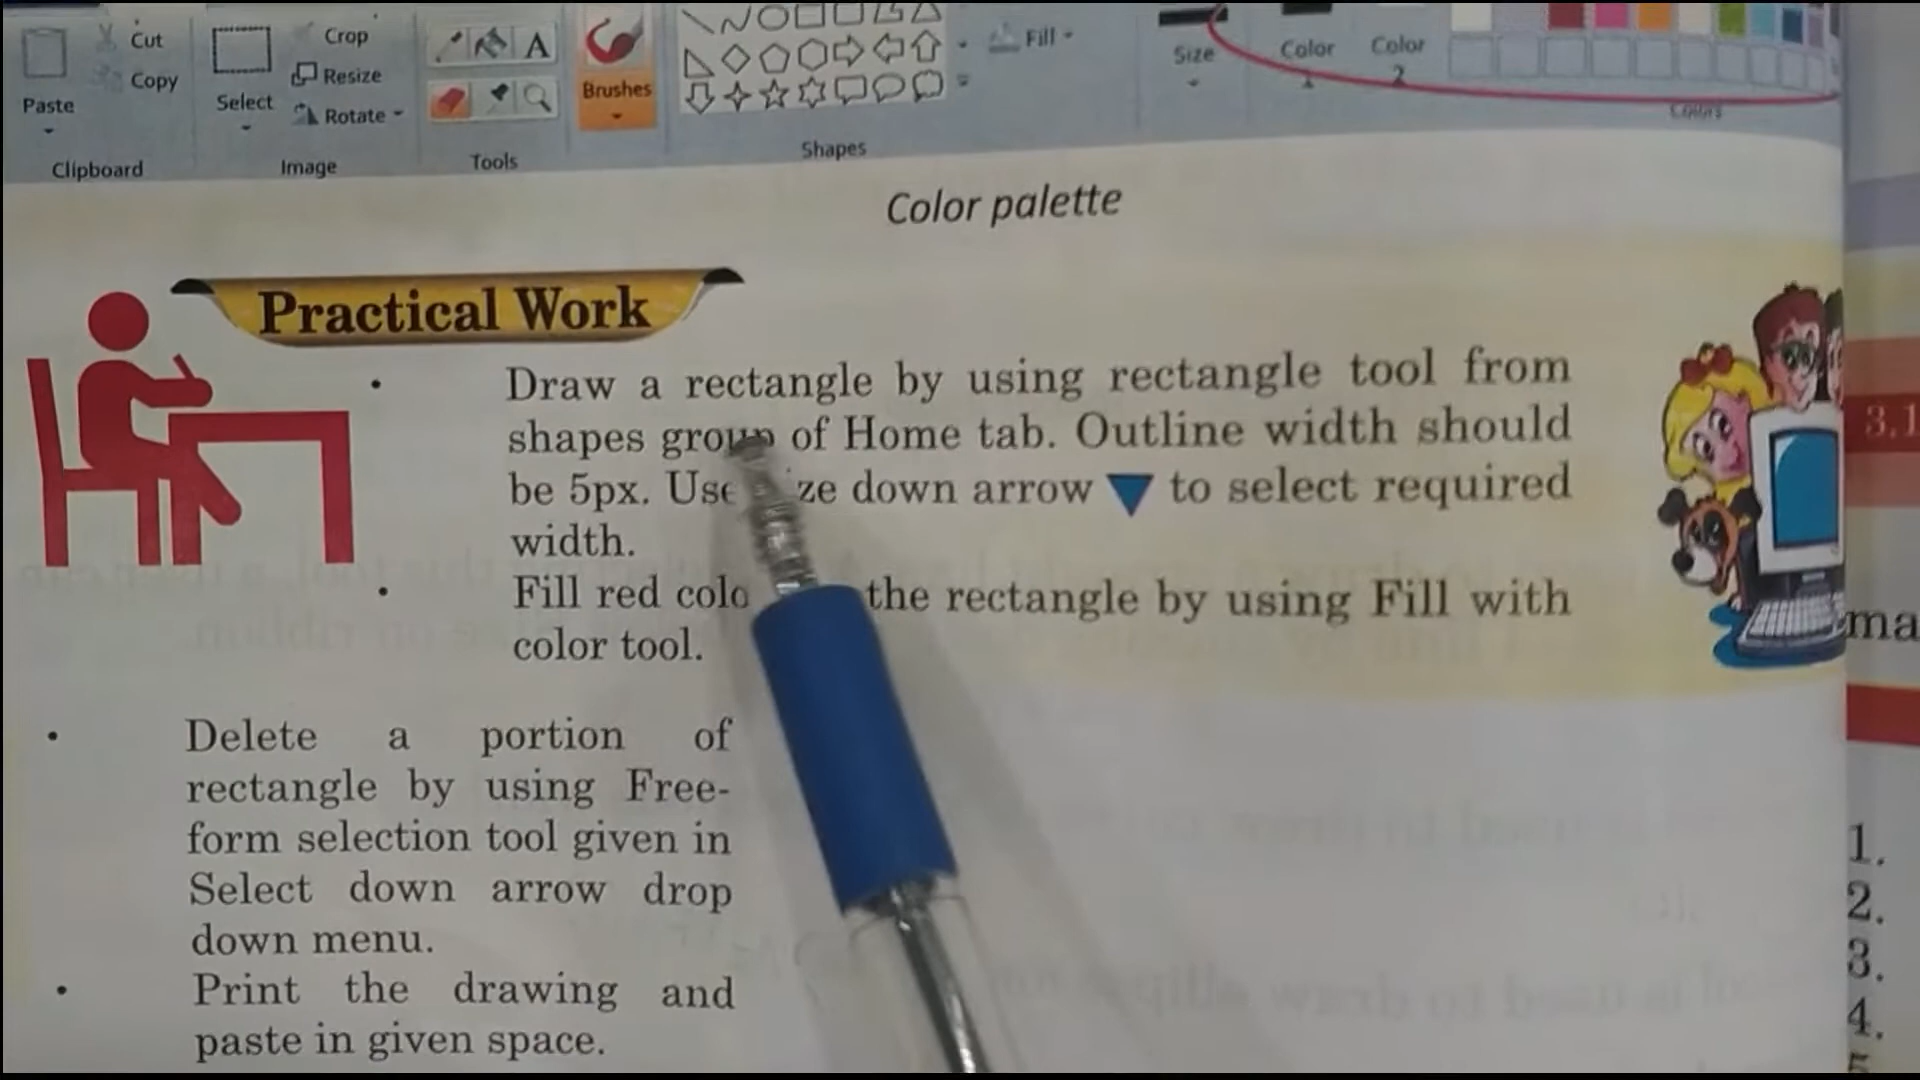 Cut
Copy
Paste
Clipboard
Crop
Resize
Rotate
Select
Image
A
Tools
Brushes
Shapes
Fill
Size
Color
1
Color
2
Colors
Color palette
Practical Work
• Draw a rectangle by using rectangle tool from
shapes group of Home tab. Outline width should
be 5px. Use down arrow ▼ to select required
width.
• Fill red the rectangle by using Fill with
color tool.
• Delete a portion of
rectangle by using Free-
form selection tool given in
Select down arrow drop
down menu.
• Print the drawing and
paste in given space.
3.1
ma
1.
2.
3.
4.